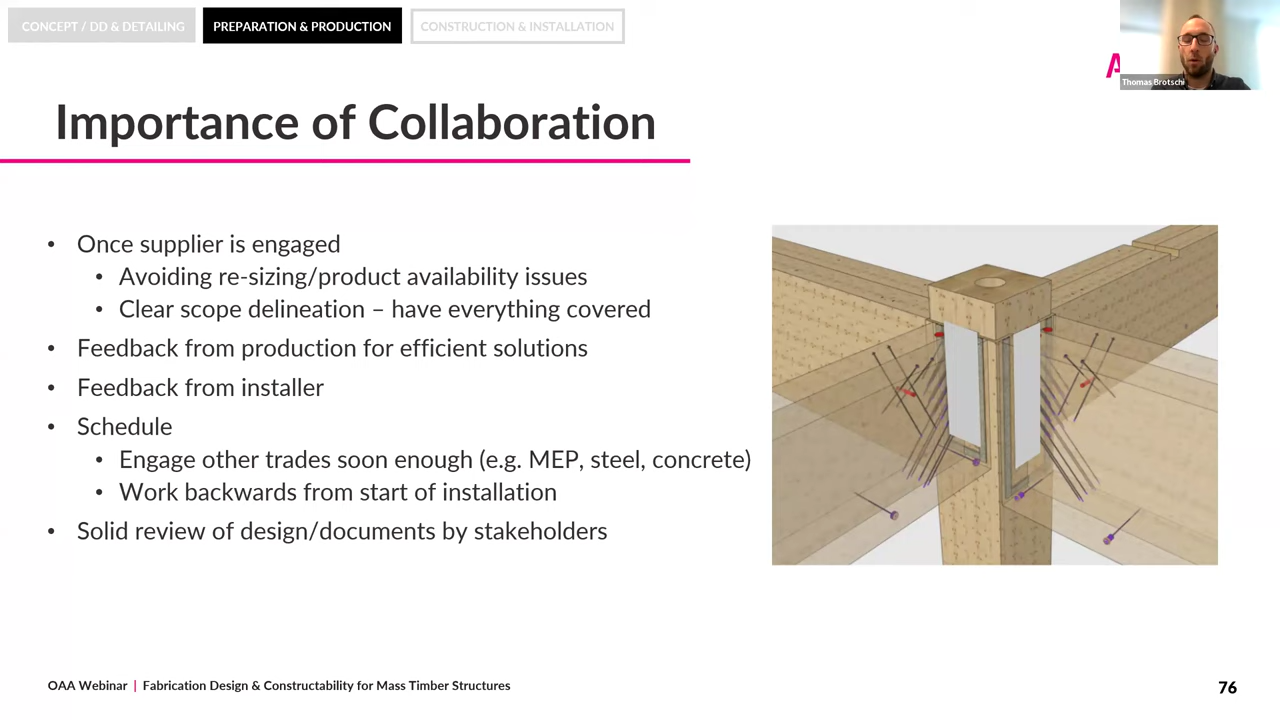 CONCEPT / DD & DETAILING
PREPARATION & PRODUCTION
CONSTRUCTION & INSTALLATION
A
Thomas Brotschi
Importance of Collaboration
• Once supplier is engaged
• Avoiding re-sizing/product availability issues
• Clear scope delineation – have everything covered
• Feedback from production for efficient solutions
• Feedback from installer
• Schedule
• Engage other trades soon enough (e.g. MEP, steel, concrete)
• Work backwards from start of installation
• Solid review of design/documents by stakeholders
OAA Webinar | Fabrication Design & Constructability for Mass Timber Structures
76